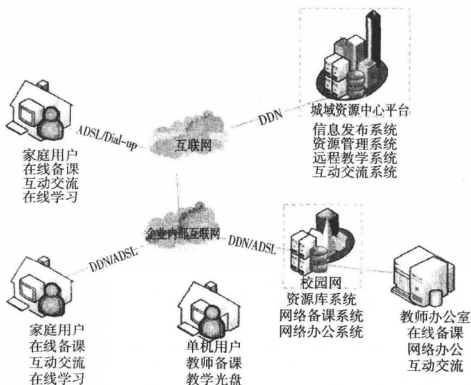 城域资源中心平台
信息发布系统
资源管理系统
远程教学系统
互动交流系统
DDN
互联网
ADSL/Dial-up
家庭用户
在线备课
互动交流
在线学习
企业内部互联网
DDN/ADSL
DDN/ADSL
校园网
资源库系统
网络备课系统
网络办公系统
教师办公室
在线备课
网络办公
互动交流
家庭用户
在线备课
互动交流
在线学习
单机用户
教师备课
教学光盘